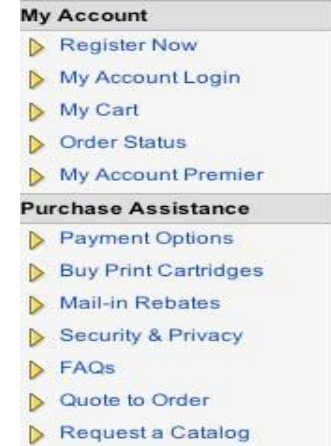 My Account
Register Now
My Account Login
My Cart
Order Status
My Account Premier
Purchase Assistance
Payment Options
Buy Print Cartridges
Mail-in Rebates
Security & Privacy
FAQs
Quote to Order
Request a Catalog